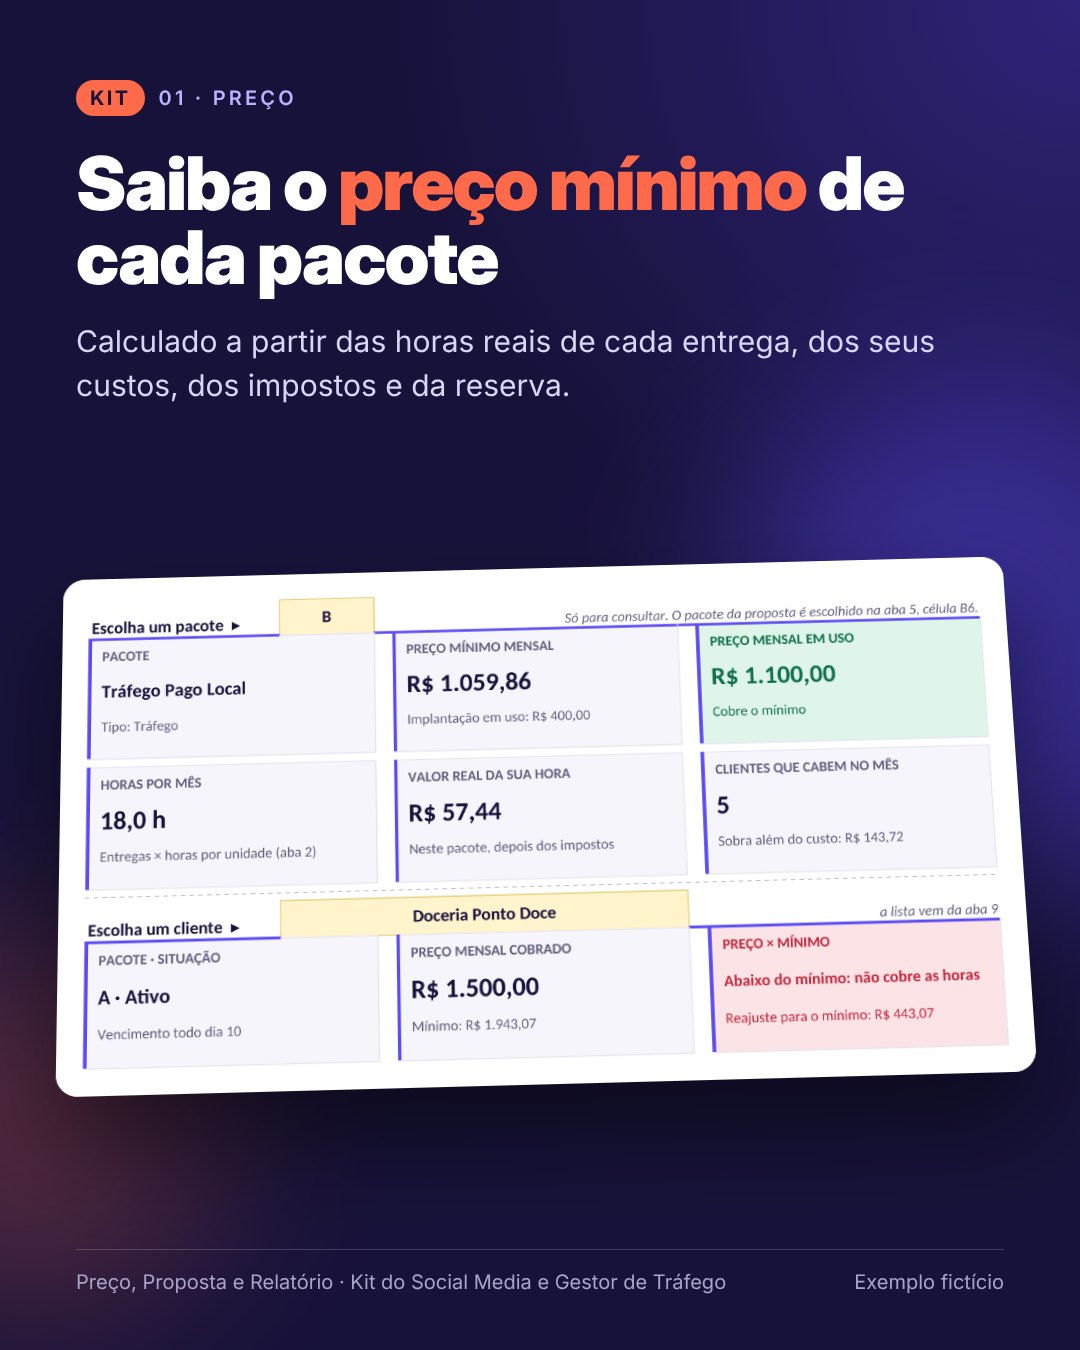 KIT 01 · PREÇO
Saiba o preço mínimo de
cada pacote
Calculado a partir das horas reais de cada entrega, dos seus
custos, dos impostos e da reserva.
Escolha um pacote ► B Só para consultar. O pacote da proposta é escolhido na aba 5, célula B6.
PACOTE
Tráfego Pago Local
Tipo: Tráfego
PREÇO MÍNIMO MENSAL
R$ 1.059,86
Implantação em uso: R$ 400,00
PREÇO MENSAL EM USO
R$ 1.100,00
Cobre o mínimo
HORAS POR MÊS
18,0 h
Entregas × horas por unidade (aba 2)
VALOR REAL DA SUA HORA
R$ 57,44
Neste pacote, depois dos impostos
CLIENTES QUE CABEM NO MÊS
5
Sobra além do custo: R$ 143,72
Escolha um cliente ► Doceria Ponto Doce a lista vem da aba 9
PACOTE · SITUAÇÃO
A · Ativo
Vencimento todo dia 10
PREÇO MENSAL COBRADO
R$ 1.500,00
Mínimo: R$ 1.943,07
PREÇO × MÍNIMO
Abaixo do mínimo: não cobre as horas
Reajuste para o mínimo: R$ 443,07
Preço, Proposta e Relatório · Kit do Social Media e Gestor de Tráfego Exemplo fictício